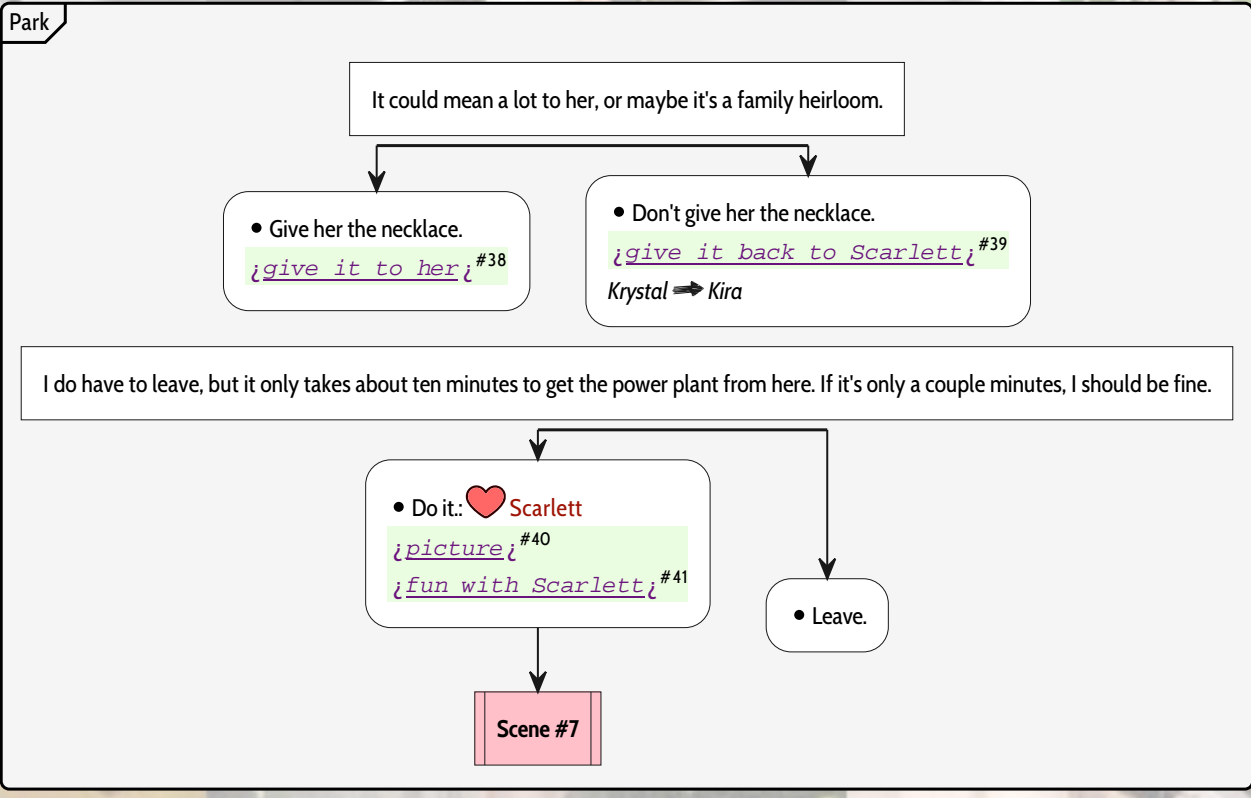 Park
It could mean a lot to her, or maybe it's a family heirloom.
• Give her the necklace.
¿give it to her¿#38
• Don't give her the necklace.
¿give it back to Scarlett¿#39
Krystal ➡ Kira
I do have to leave, but it only takes about ten minutes to get the power plant from here. If it's only a couple minutes, I should be fine.
• Do it.: ❤ Scarlett
¿picture¿#40
¿fun with Scarlett¿#41
• Leave.
Scene #7